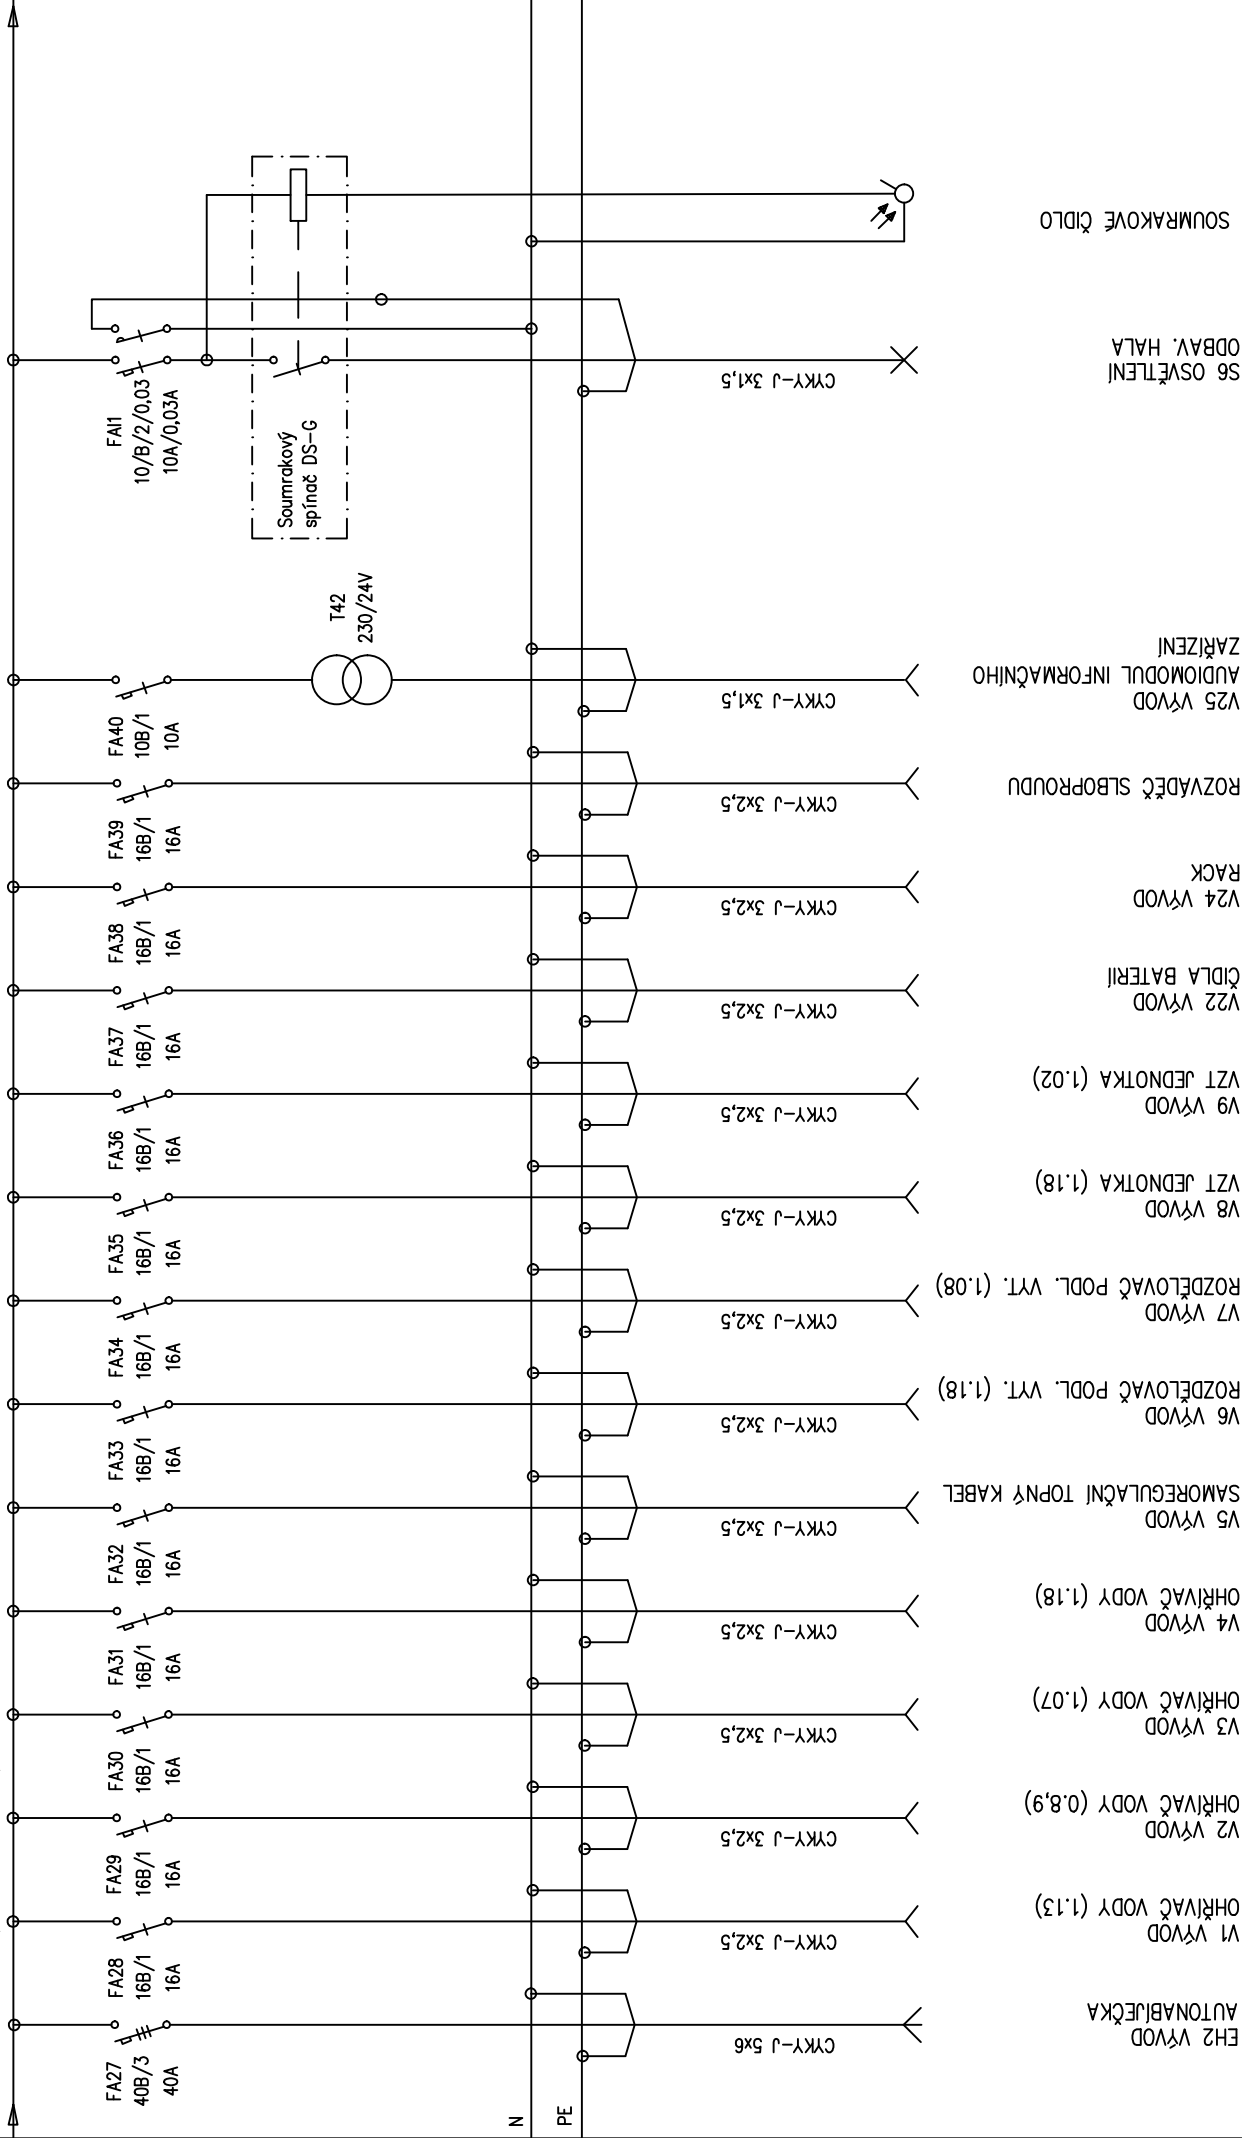 FA27
40B/3
40A
CYKY-J 5x6
EH2 VÝVOD
AUTONABÍJEČKA
FA28
16B/1
16A
CYKY-J 3x2,5
V1 VÝVOD
OHŘÍVAČ VODY (1.13)
FA29
16B/1
16A
CYKY-J 3x2,5
V2 VÝVOD
OHŘÍVAČ VODY (0.8,9)
FA30
16B/1
16A
CYKY-J 3x2,5
V3 VÝVOD
OHŘÍVAČ VODY (1.07)
FA31
16B/1
16A
CYKY-J 3x2,5
V4 VÝVOD
OHŘÍVAČ VODY (1.18)
FA32
16B/1
16A
CYKY-J 3x2,5
V5 VÝVOD
SAMOREGULAČNÍ TOPNÝ KABEL
FA33
16B/1
16A
CYKY-J 3x2,5
V6 VÝVOD
ROZDĚLOVAČ PODL. VYT. (1.18)
FA34
16B/1
16A
CYKY-J 3x2,5
V7 VÝVOD
ROZDĚLOVAČ PODL. VYT. (1.08)
FA35
16B/1
16A
CYKY-J 3x2,5
V8 VÝVOD
VZT JEDNOTKA (1.18)
FA36
16B/1
16A
CYKY-J 3x2,5
V9 VÝVOD
VZT JEDNOTKA (1.02)
FA37
16B/1
16A
CYKY-J 3x2,5
V22 VÝVOD
ČIDLA BATERIÍ
FA38
16B/1
16A
CYKY-J 3x2,5
V24 VÝVOD
RACK
FA39
16B/1
16A
CYKY-J 3x2,5
ROZVÁDĚČ SLBOPROUDU
FA40
10B/1
10A
T42
230/24V
CYKY-J 3x1,5
V25 VÝVOD
AUDIOMODUL INFORMAČNÍHO
ZAŘÍZENÍ
FAI1
10/B/2/0,03
10A/0,03A
Soumrakový
spínač DS-G
CYKY-J 3x1,5
S6 OSVĚTLENÍ
ODBAV. HALA
SOUMRAKOVÉ ČIDLO
N
PE